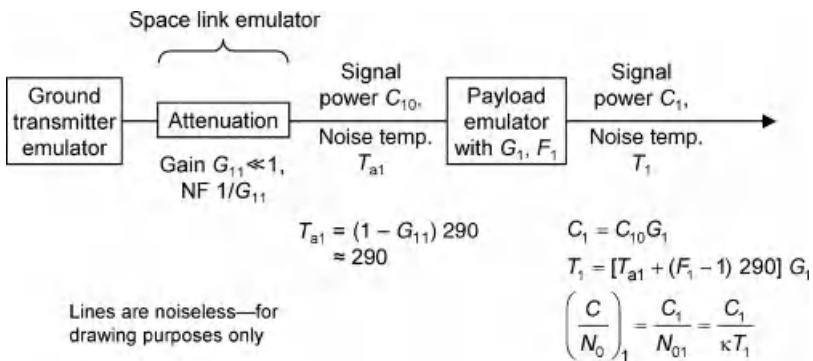 Space link emulator
Ground
transmitter
emulator
Attenuation
Gain G₁₁≪1,
NF 1/G₁₁
Signal
power C₁₀,
Noise temp.
Tₐ₁
Payload
emulator
with G₁, F₁
Signal
power C₁,
Noise temp.
T₁
Tₐ₁ = (1 − G₁₁) 290
≈ 290
C₁ = C₁₀G₁
T₁ = [Tₐ₁ + (F₁ − 1) 290] G₁
(C/N₀)₁ = C₁/N₀₁ = C₁/κT₁
Lines are noiseless—for
drawing purposes only